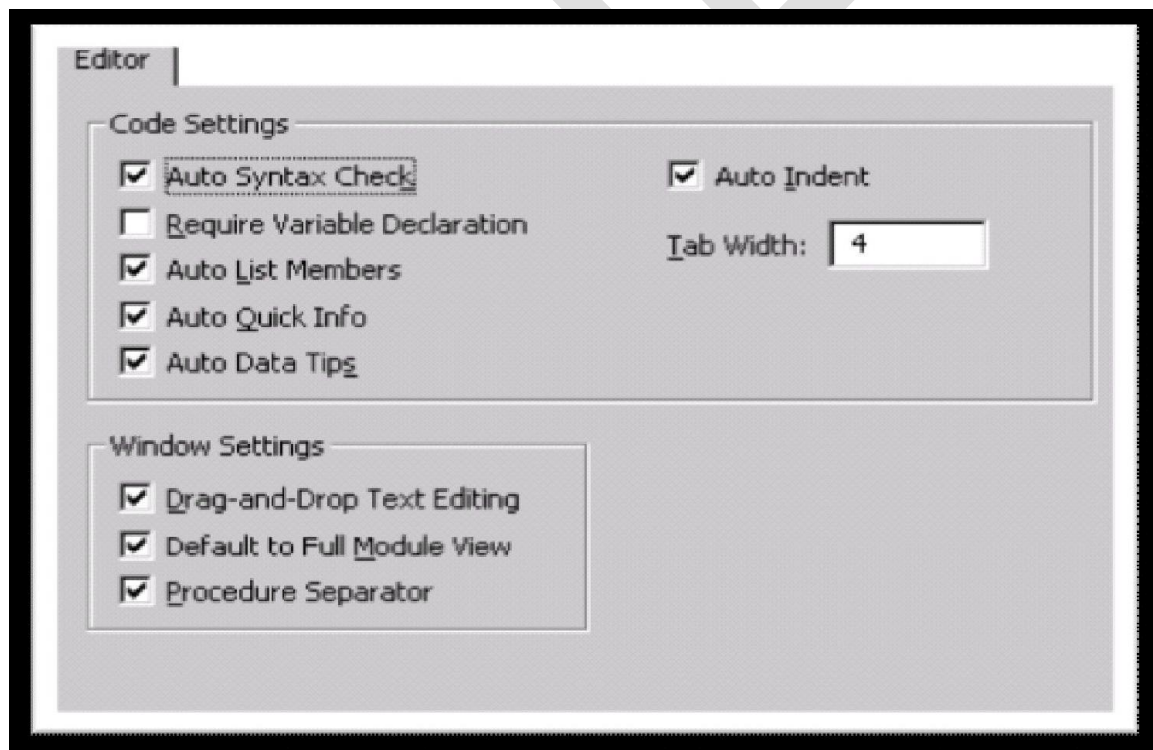 Editor
Code Settings
Auto Syntax Check
Require Variable Declaration
Auto List Members
Auto Quick Info
Auto Data Tips
Auto Indent
Tab Width: 4
Window Settings
Drag-and-Drop Text Editing
Default to Full Module View
Procedure Separator